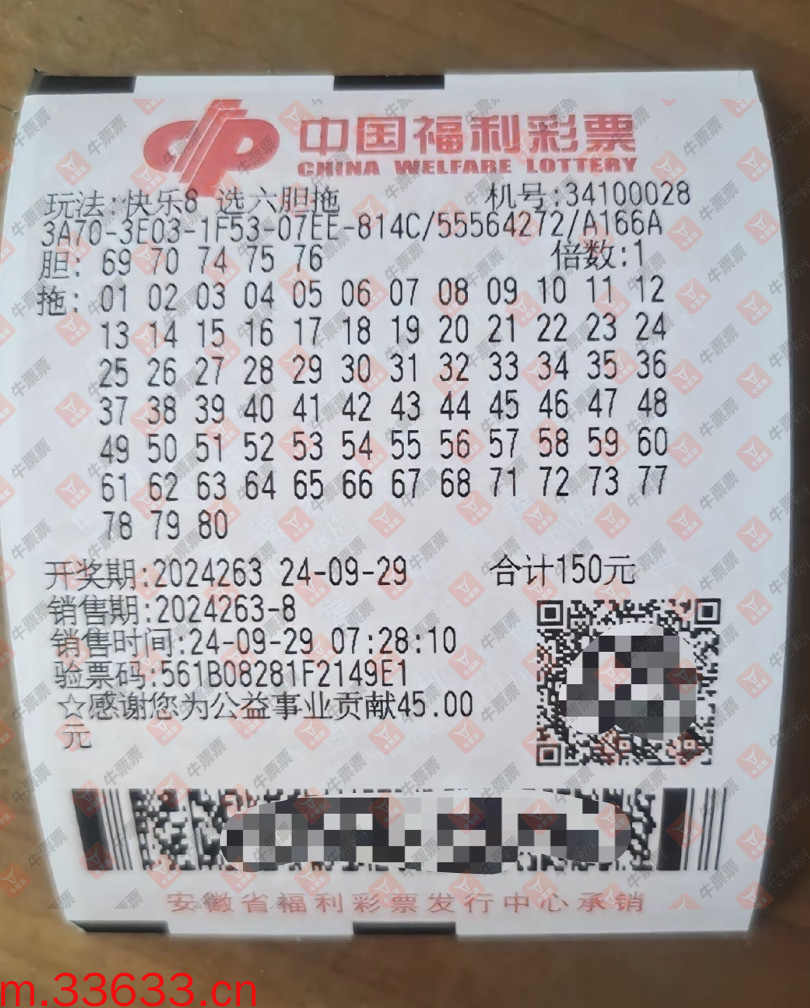 中国福利彩票
CHINA WELFARE LOTTERY
玩法:快乐8 选六胆拖 机号:34100028
3A70-3E03-1F53-07EE-814C/55564272/A166A
胆: 69 70 74 75 76 倍数:1
拖: 01 02 03 04 05 06 07 08 09 10 11 12
13 14 15 16 17 18 19 20 21 22 23 24
25 26 27 28 29 30 31 32 33 34 35 36
37 38 39 40 41 42 43 44 45 46 47 48
49 50 51 52 53 54 55 56 57 58 59 60
61 62 63 64 65 66 67 68 71 72 73 77
78 79 80
开奖期:2024263 24-09-29 合计150元
销售期:2024263-8
销售时间:24-09-29 07:28:10
验票码:561B08281F2149E1
☆感谢您为公益事业贡献45.00
元
安徽省福利彩票发行中心承销
m.33633.cn
牛票票